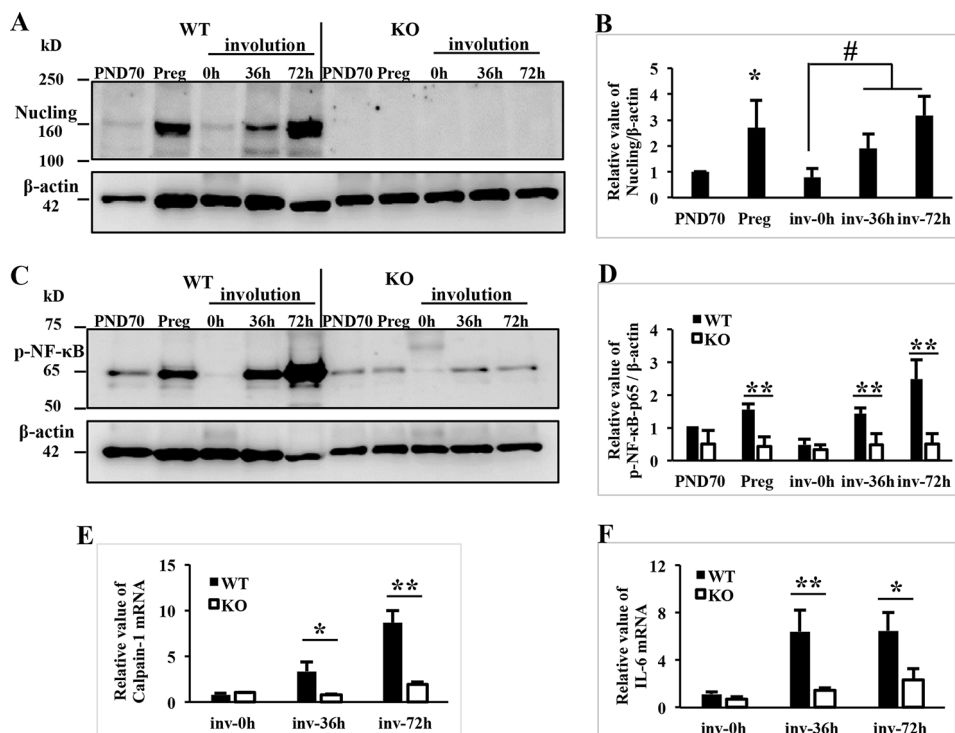 A
WT
KO
kD
involution
involution
PND70 Preg 0h 36h 72h PND70 Preg 0h 36h 72h
250
Nucling
160
100
β-actin
42
B
Relative value of
Nucling/β-actin
5
4
3
2
1
0
*
#
PND70 Preg inv-0h inv-36h inv-72h
C
WT
KO
kD
involution
involution
PND70 Preg 0h 36h 72h PND70 Preg 0h 36h 72h
75
p-NF-κB
65
50
β-actin
42
D
Relative value of
p-NF-κB-p65 / β-actin
4
3
2
1
0
WT
KO
**
**
**
PND70 Preg inv-0h inv-36h inv-72h
E
Relative value of
Calpain-1 mRNA
15
10
5
0
WT
KO
*
**
inv-0h inv-36h inv-72h
F
Relative value of
IL-6 mRNA
12
9
6
3
0
WT
KO
**
*
inv-0h inv-36h inv-72h